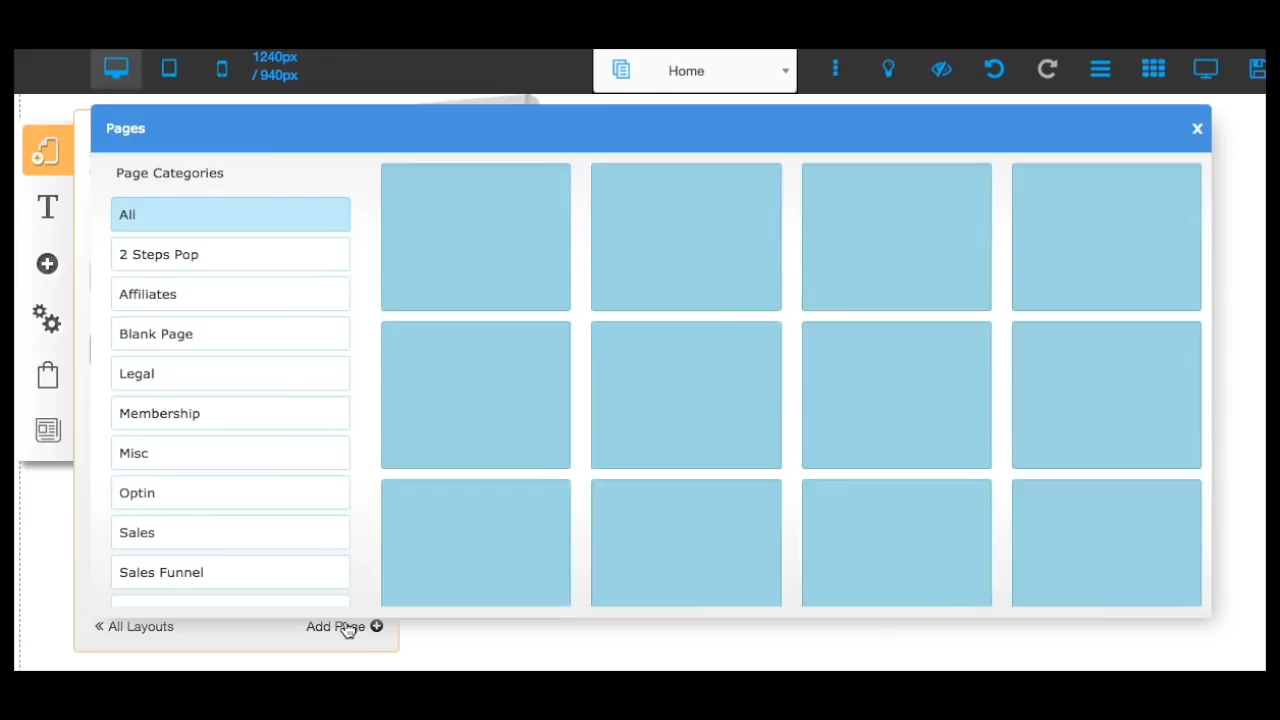 1240px
/ 940px
Home
Pages
x
Page Categories
All
2 Steps Pop
Affiliates
Blank Page
Legal
Membership
Misc
Optin
Sales
Sales Funnel
« All Layouts
Add Page